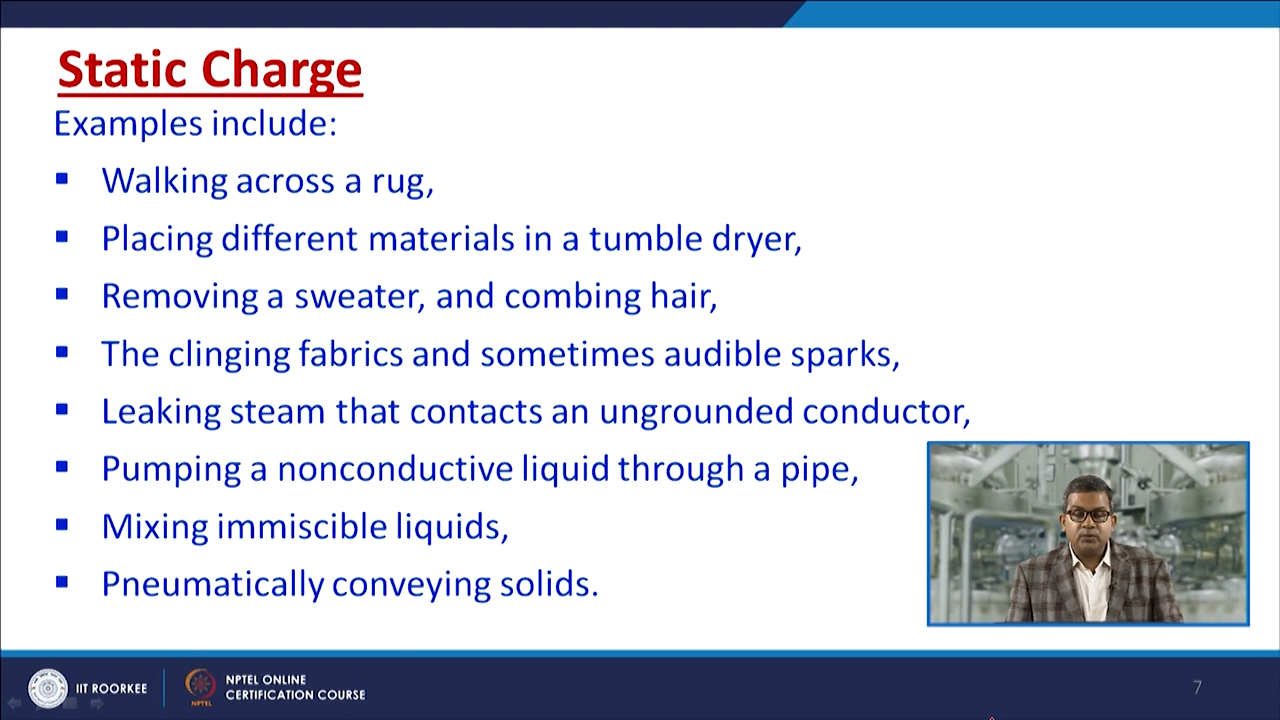 Static Charge
Examples include:
▪ Walking across a rug,
▪ Placing different materials in a tumble dryer,
▪ Removing a sweater, and combing hair,
▪ The clinging fabrics and sometimes audible sparks,
▪ Leaking steam that contacts an ungrounded conductor,
▪ Pumping a nonconductive liquid through a pipe,
▪ Mixing immiscible liquids,
▪ Pneumatically conveying solids.
IIT ROORKEE
NPTEL
NPTEL ONLINE
CERTIFICATION COURSE
7